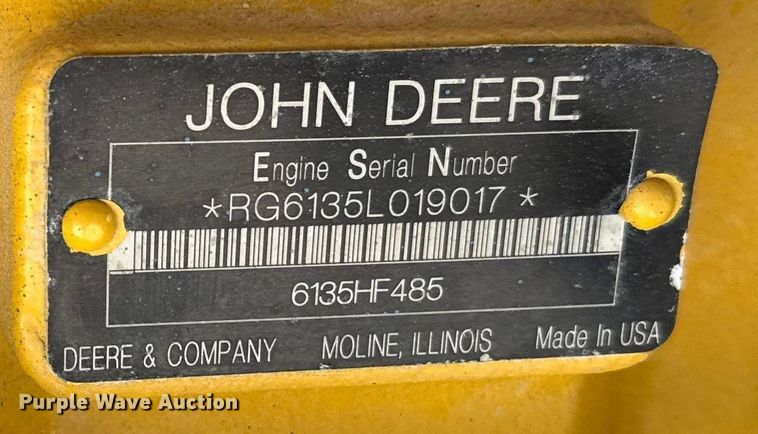 JOHN DEERE
Engine Serial Number
*RG6135L019017*
6135HF485
DEERE & COMPANY MOLINE, ILLINOIS Made In USA
Purple Wave Auction